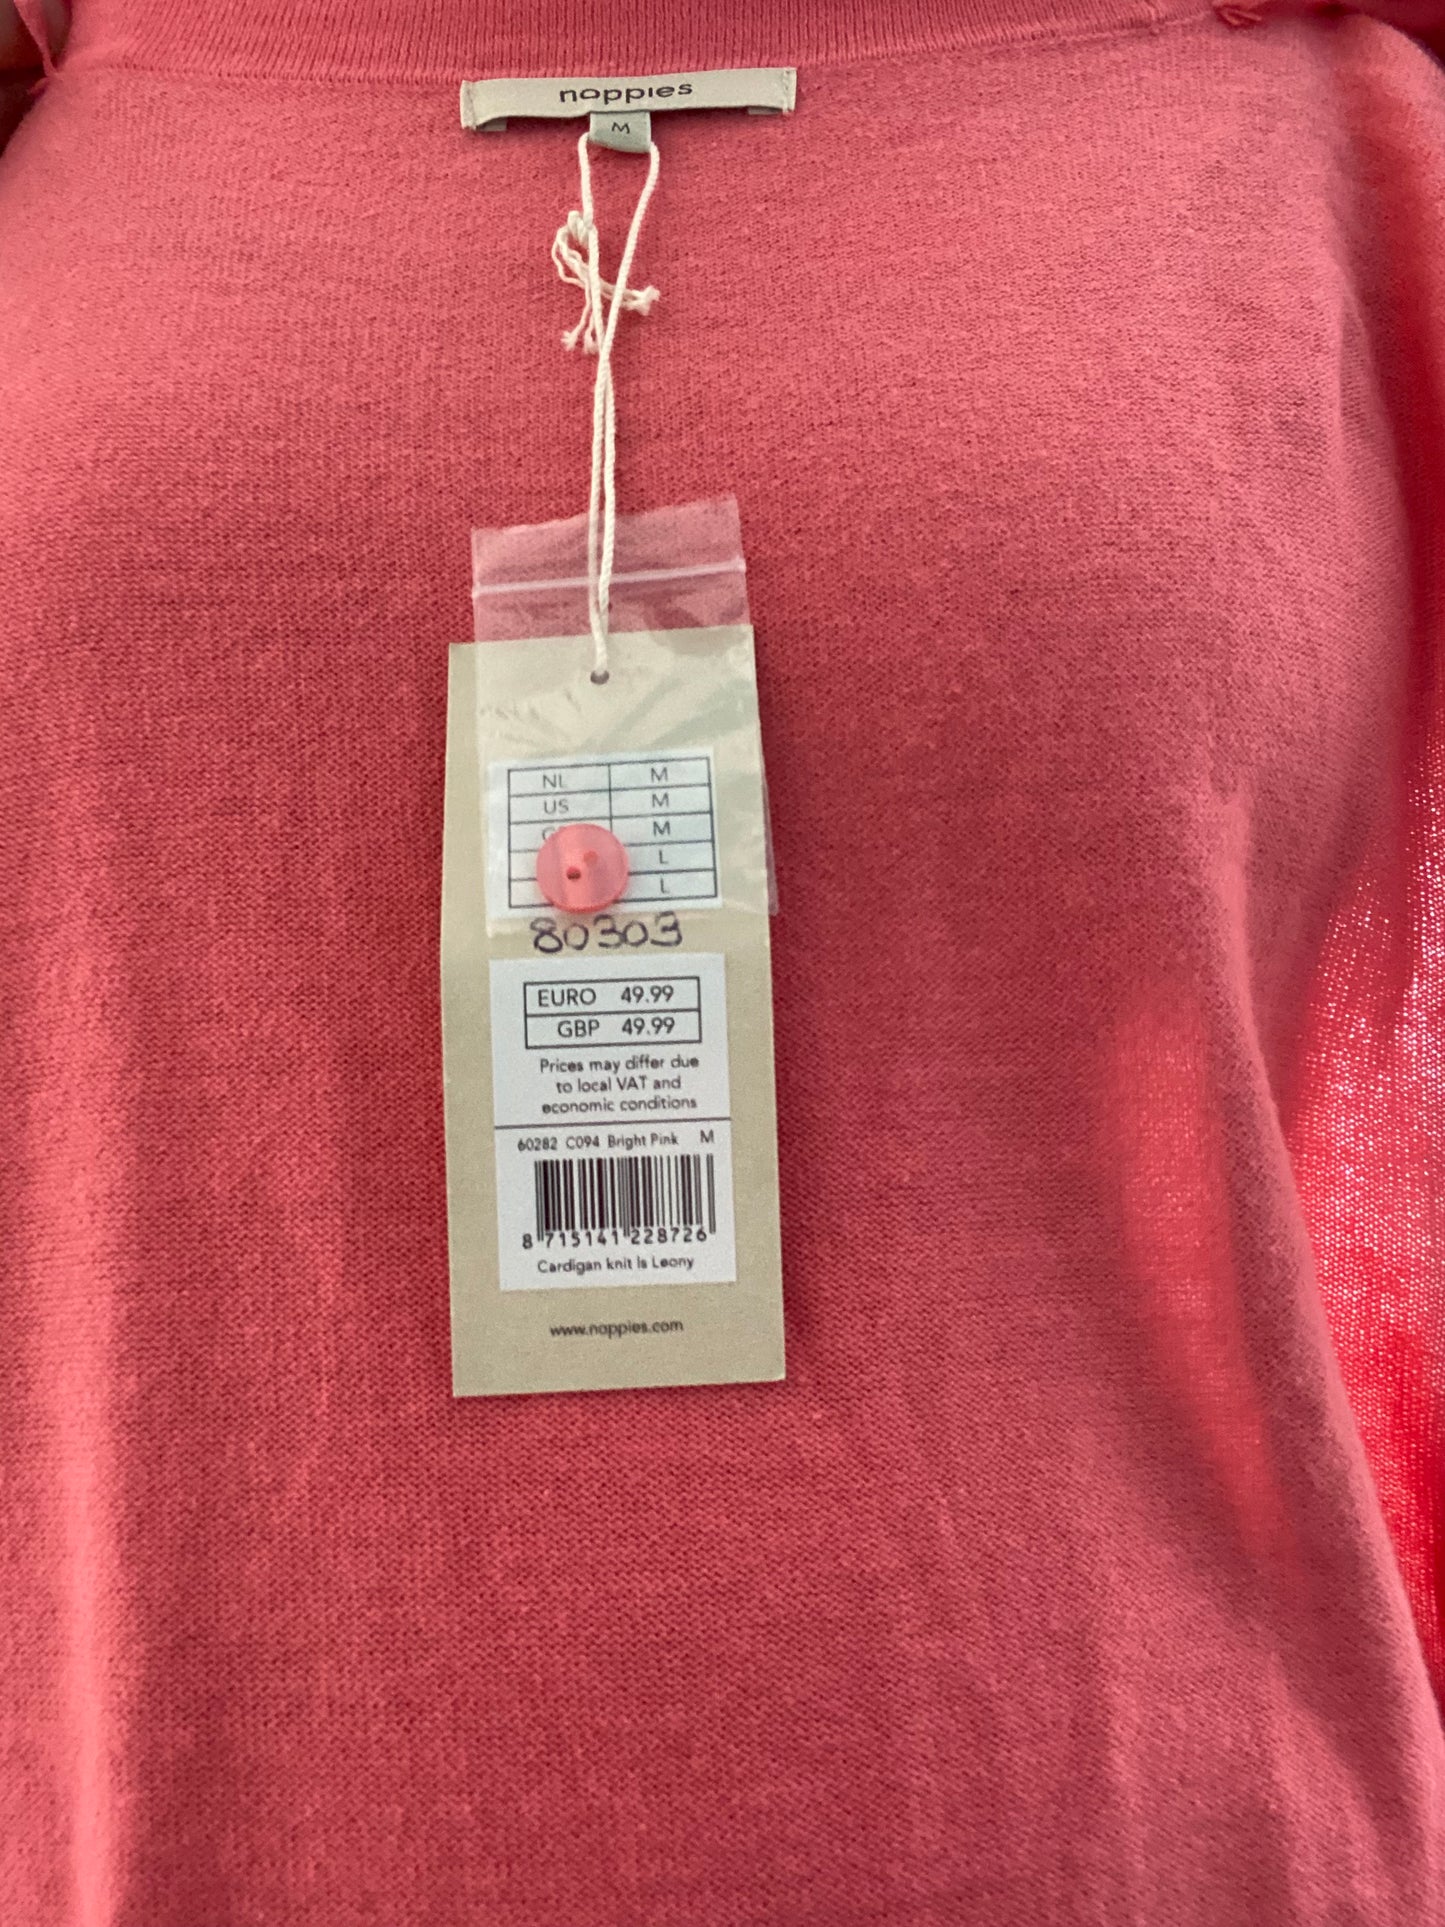 noppies
M
NL M
US M
M
L
L
80303
EURO 49.99
GBP 49.99
Prices may differ due
to local VAT and
economic conditions
60282 C094 Bright Pink M
8 715141 228726
Cardigan knit ls Leony
www.noppies.com